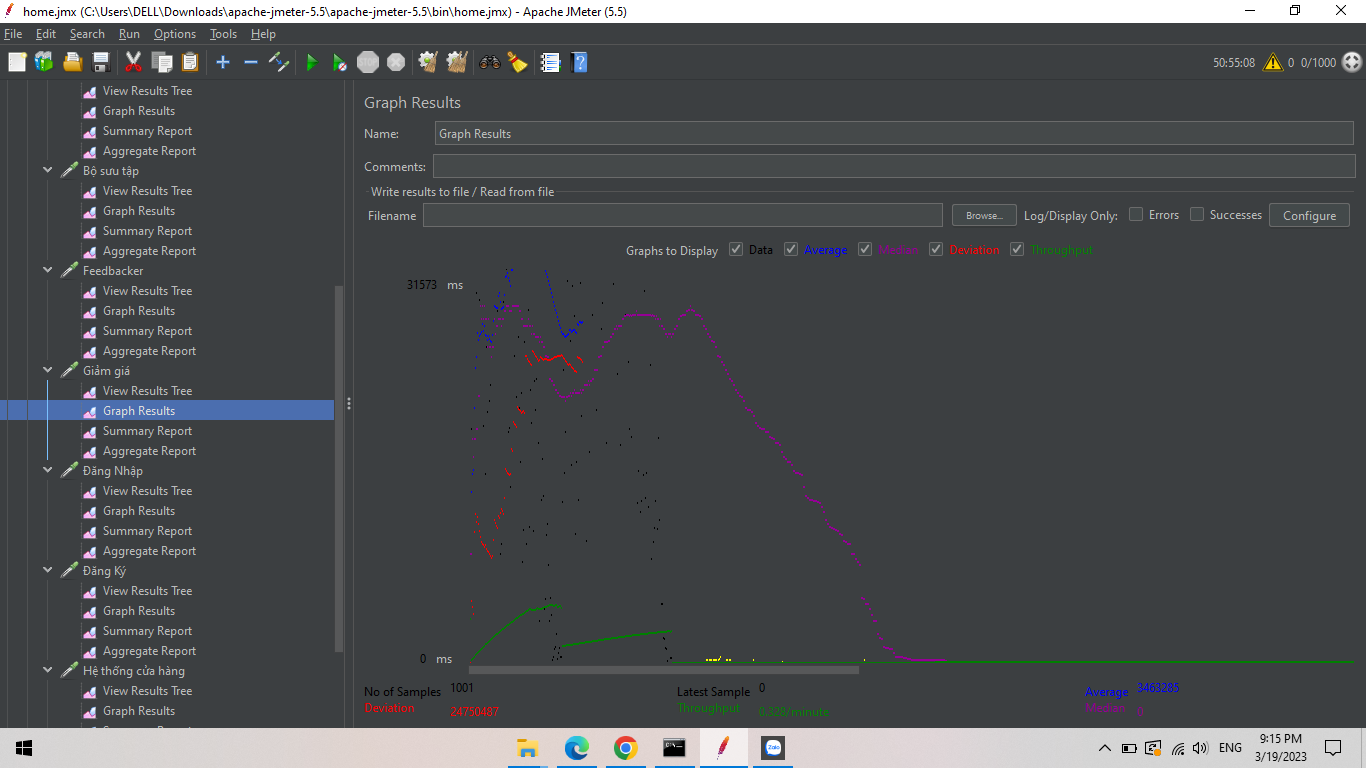 home.jmx (C:\Users\DELL\Downloads\apache-jmeter-5.5\apache-jmeter-5.5\bin\home.jmx) - Apache JMeter (5.5)
File Edit Search Run Options Tools Help
STOP
50:55:08 0 0/1000
View Results Tree
Graph Results
Summary Report
Aggregate Report
Bộ sưu tập
View Results Tree
Graph Results
Summary Report
Aggregate Report
Feedbacker
View Results Tree
Graph Results
Summary Report
Aggregate Report
Giảm giá
View Results Tree
Graph Results
Summary Report
Aggregate Report
Đăng Nhập
View Results Tree
Graph Results
Summary Report
Aggregate Report
Đăng Ký
View Results Tree
Graph Results
Summary Report
Aggregate Report
Hệ thống cửa hàng
View Results Tree
Graph Results
Graph Results
Name: Graph Results
Comments:
Write results to file / Read from file
Filename Browse... Log/Display Only: Errors Successes Configure
Graphs to Display Data Average Median Deviation Throughput
31573 ms
0 ms
No of Samples 1001 Latest Sample 0 Average 3463285
Deviation 24750487 Throughput 0.328/minute Median 0
Zalo
ENG
9:15 PM
3/19/2023